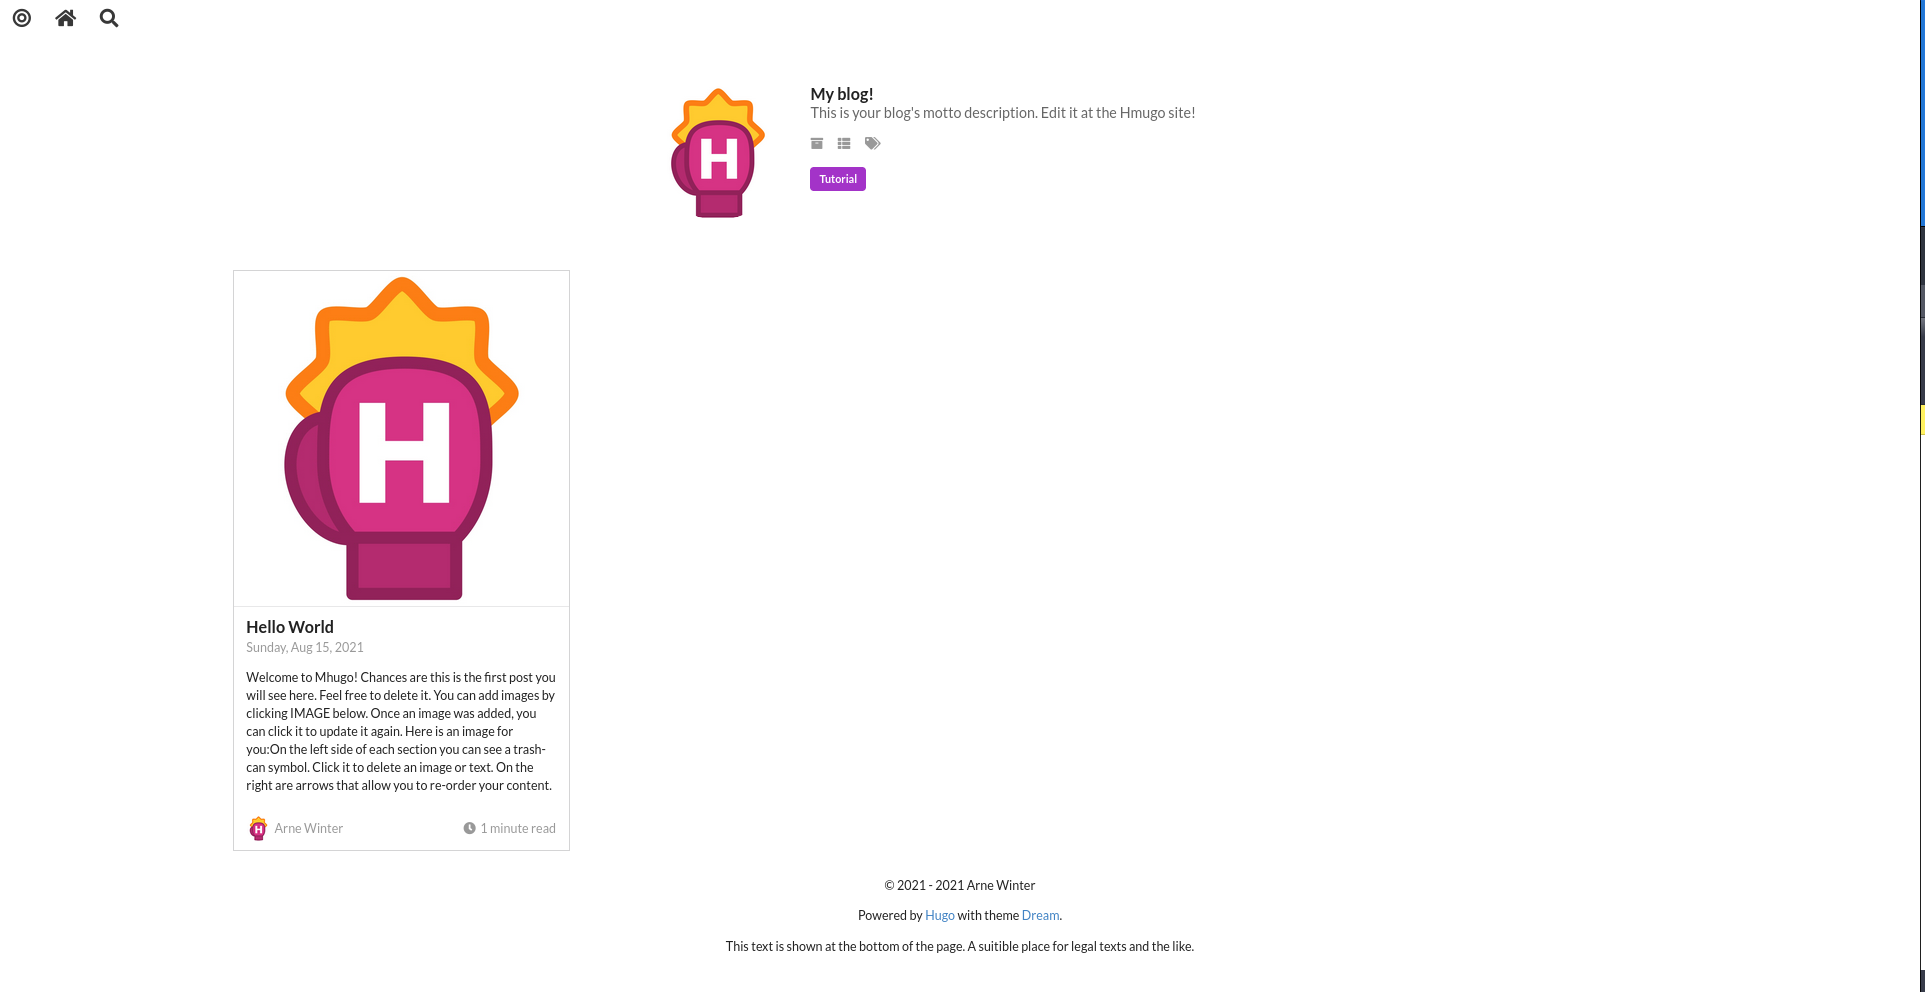 My blog!
This is your blog's motto description. Edit it at the Hmugo site!
H
Tutorial
H
Hello World
Sunday, Aug 15, 2021
Welcome to Mhugo! Chances are this is the first post you
will see here. Feel free to delete it. You can add images by
clicking IMAGE below. Once an image was added, you
can click it to update it again. Here is an image for
you:On the left side of each section you can see a trash-
can symbol. Click it to delete an image or text. On the
right are arrows that allow you to re-order your content.
H Arne Winter 1 minute read
© 2021 - 2021 Arne Winter
Powered by Hugo with theme Dream.
This text is shown at the bottom of the page. A suitible place for legal texts and the like.